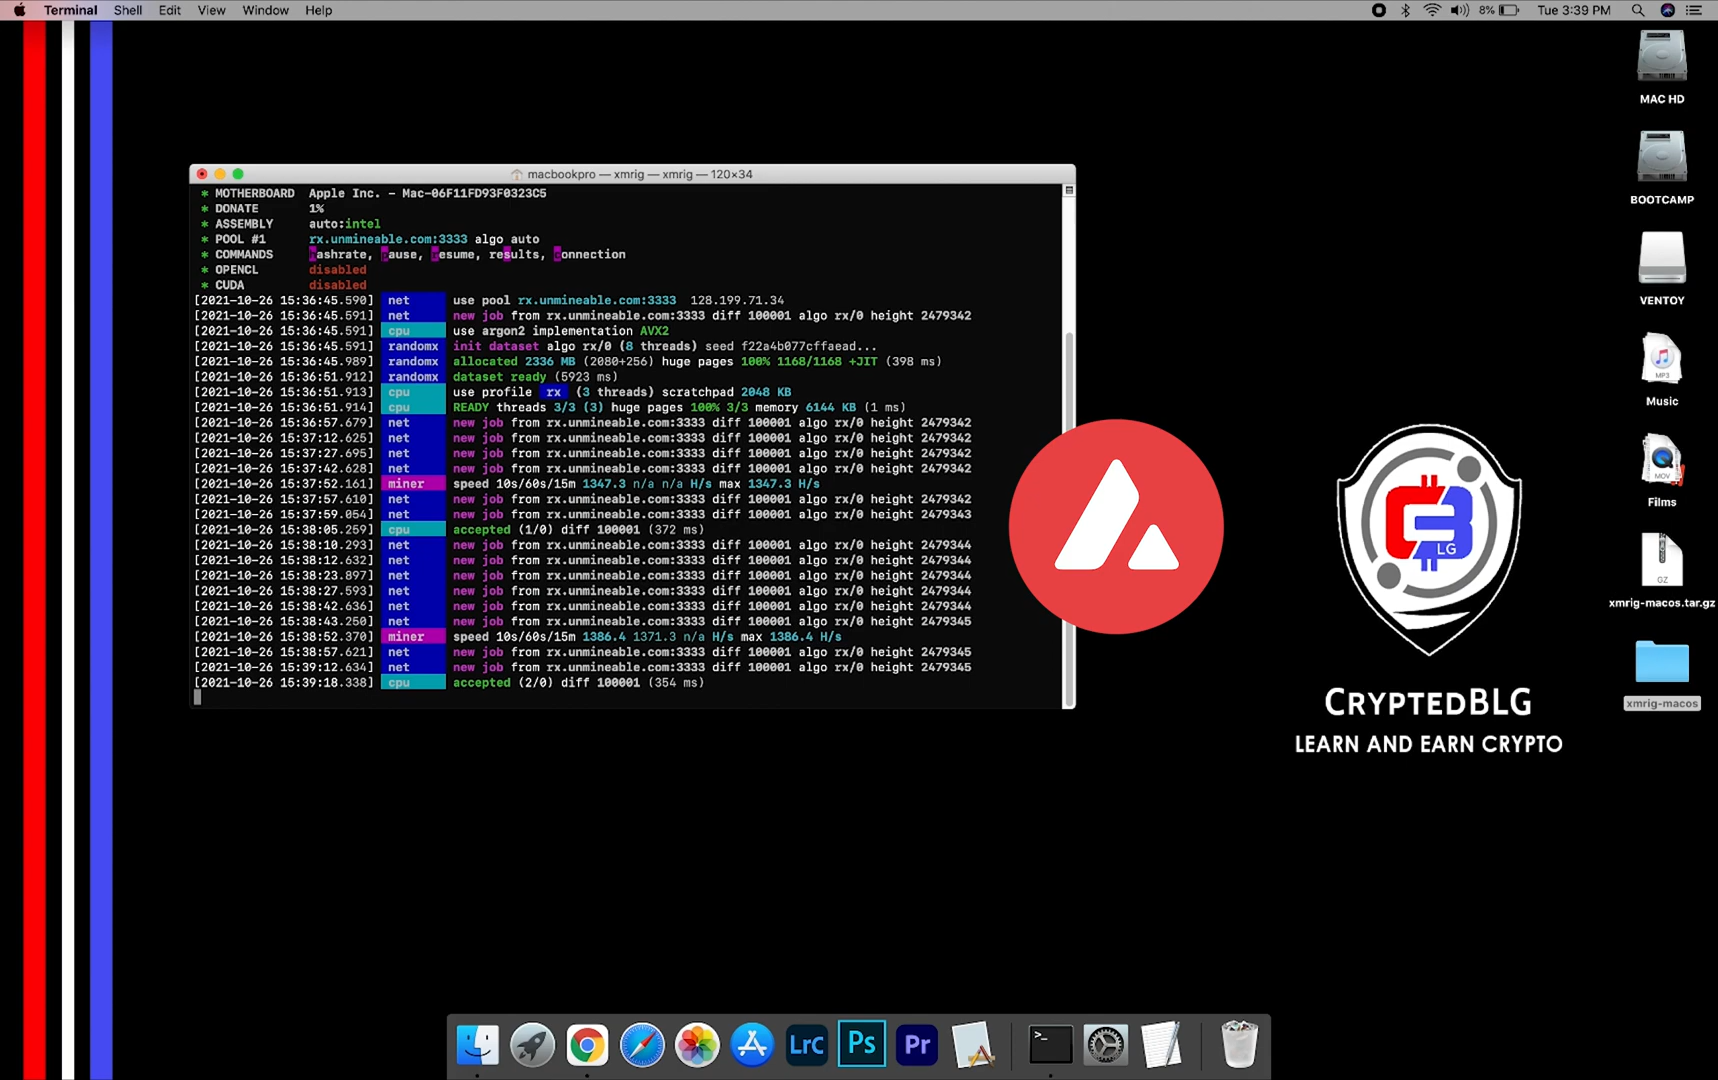 Terminal Shell Edit View Window Help
8% Tue 3:39 PM
MAC HD
BOOTCAMP
VENTOY
MP3
Music
MOV
Films
GZ
xmrig-macos.tar.gz
xmrig-macos
macbookpro — xmrig — xmrig — 120×34
* MOTHERBOARD Apple Inc. - Mac-06F11FD93F0323C5
* DONATE 1%
* ASSEMBLY auto:intel
* POOL #1 rx.unmineable.com:3333 algo auto
* COMMANDS hashrate, pause, resume, results, connection
* OPENCL disabled
* CUDA disabled
[2021-10-26 15:36:45.590] net use pool rx.unmineable.com:3333 128.199.71.34
[2021-10-26 15:36:45.591] net new job from rx.unmineable.com:3333 diff 100001 algo rx/0 height 2479342
[2021-10-26 15:36:45.591] cpu use argon2 implementation AVX2
[2021-10-26 15:36:45.591] randomx init dataset algo rx/0 (8 threads) seed f22a4b077cffaead...
[2021-10-26 15:36:45.989] randomx allocated 2336 MB (2080+256) huge pages 100% 1168/1168 +JIT (398 ms)
[2021-10-26 15:36:51.912] randomx dataset ready (5923 ms)
[2021-10-26 15:36:51.913] cpu use profile rx (3 threads) scratchpad 2048 KB
[2021-10-26 15:36:51.914] cpu READY threads 3/3 (3) huge pages 100% 3/3 memory 6144 KB (1 ms)
[2021-10-26 15:36:57.679] net new job from rx.unmineable.com:3333 diff 100001 algo rx/0 height 2479342
[2021-10-26 15:37:12.625] net new job from rx.unmineable.com:3333 diff 100001 algo rx/0 height 2479342
[2021-10-26 15:37:27.695] net new job from rx.unmineable.com:3333 diff 100001 algo rx/0 height 2479342
[2021-10-26 15:37:42.628] net new job from rx.unmineable.com:3333 diff 100001 algo rx/0 height 2479342
[2021-10-26 15:37:52.161] miner speed 10s/60s/15m 1347.3 n/a n/a H/s max 1347.3 H/s
[2021-10-26 15:37:57.610] net new job from rx.unmineable.com:3333 diff 100001 algo rx/0 height 2479342
[2021-10-26 15:37:59.054] net new job from rx.unmineable.com:3333 diff 100001 algo rx/0 height 2479343
[2021-10-26 15:38:05.259] cpu accepted (1/0) diff 100001 (372 ms)
[2021-10-26 15:38:10.293] net new job from rx.unmineable.com:3333 diff 100001 algo rx/0 height 2479344
[2021-10-26 15:38:12.632] net new job from rx.unmineable.com:3333 diff 100001 algo rx/0 height 2479344
[2021-10-26 15:38:23.897] net new job from rx.unmineable.com:3333 diff 100001 algo rx/0 height 2479344
[2021-10-26 15:38:27.593] net new job from rx.unmineable.com:3333 diff 100001 algo rx/0 height 2479344
[2021-10-26 15:38:42.636] net new job from rx.unmineable.com:3333 diff 100001 algo rx/0 height 2479344
[2021-10-26 15:38:43.250] net new job from rx.unmineable.com:3333 diff 100001 algo rx/0 height 2479345
[2021-10-26 15:38:52.370] miner speed 10s/60s/15m 1386.4 1371.3 n/a H/s max 1386.4 H/s
[2021-10-26 15:38:57.621] net new job from rx.unmineable.com:3333 diff 100001 algo rx/0 height 2479345
[2021-10-26 15:39:12.634] net new job from rx.unmineable.com:3333 diff 100001 algo rx/0 height 2479345
[2021-10-26 15:39:18.338] cpu accepted (2/0) diff 100001 (354 ms)
CB
LG
CRYPTEDBLG
LEARN AND EARN CRYPTO
LrC Ps Pr >_